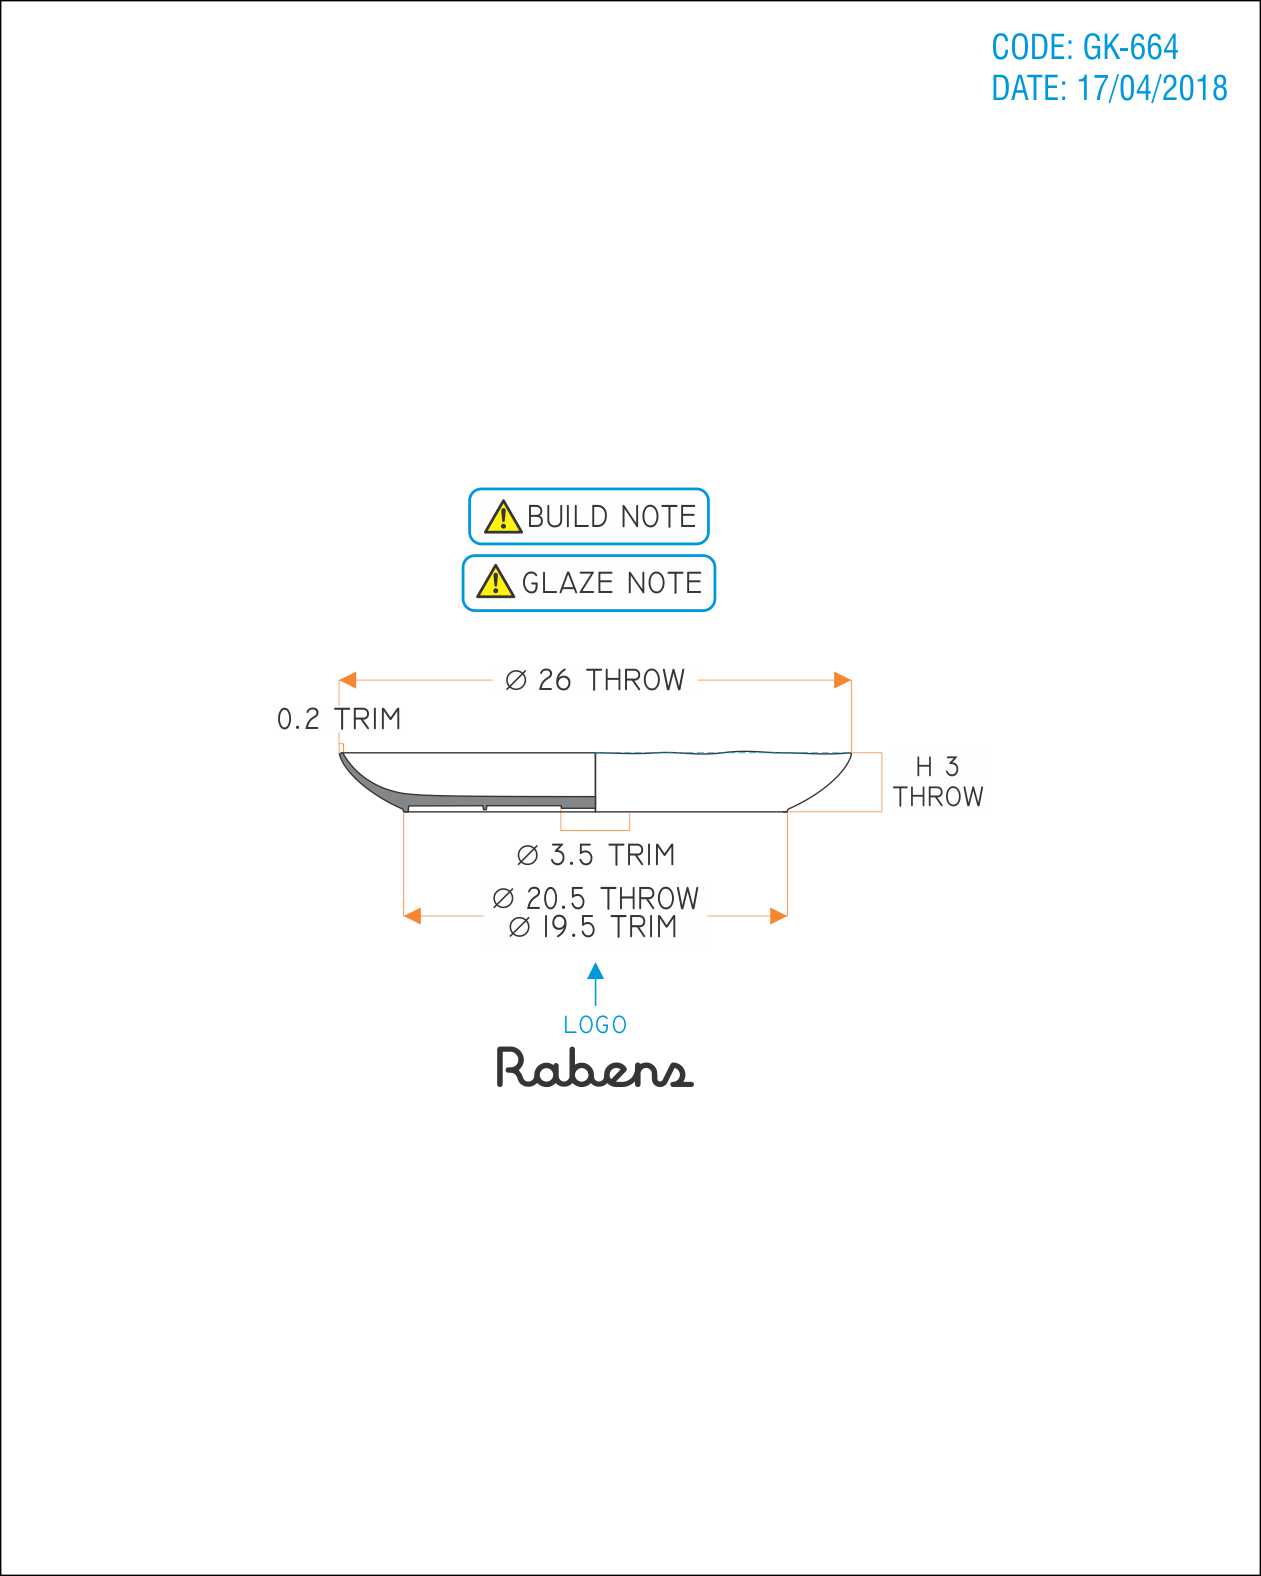 CODE: GK-664
DATE: 17/04/2018
BUILD NOTE
GLAZE NOTE
Ø 26 THROW
0.2 TRIM
H 3
THROW
Ø 3.5 TRIM
Ø 20.5 THROW
Ø 19.5 TRIM
LOGO
Rabens